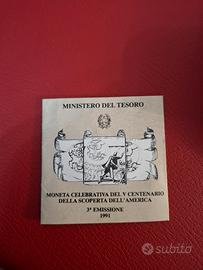 MINISTERO DEL TESORO
MONETA CELEBRATIVA DEL V CENTENARIO
DELLA SCOPERTA DELL'AMERICA
3ª EMISSIONE
1991
subito